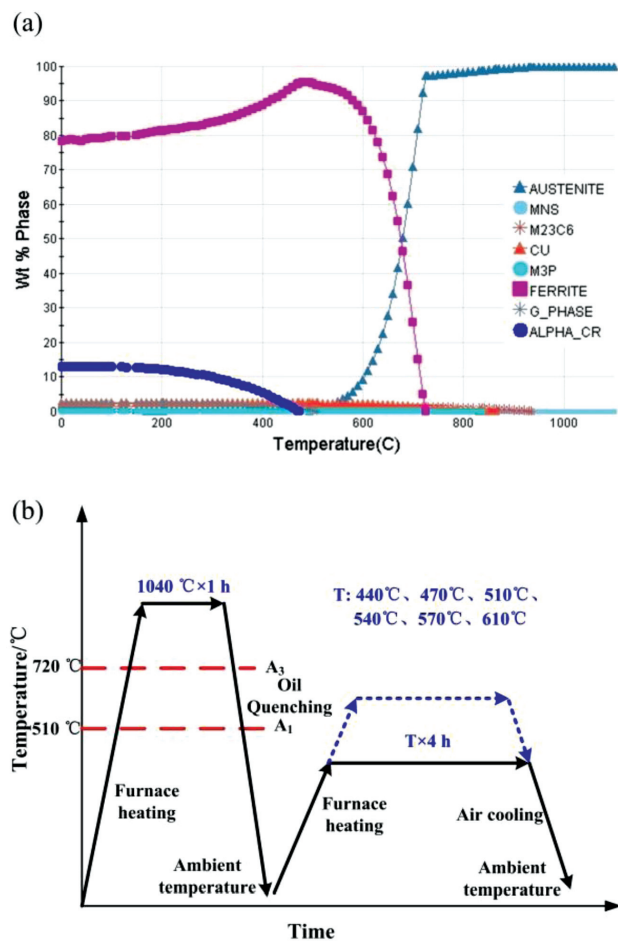 (a)
100
90
80
70
60
50
40
30
20
10
0
Wt % Phase
AUSTENITE
MNS
M23C6
CU
M3P
FERRITE
G_PHASE
ALPHA_CR
0 200 400 600 800 1000
Temperature(C)
(b)
1040 ℃×1 h
T: 440℃、470℃、510℃、
540℃、570℃、610℃
Temperature/℃
720 ℃
A3
Oil
Quenching
510 ℃
A1
T×4 h
Furnace
heating
Furnace
heating
Air cooling
Ambient
temperature
Ambient
temperature
Time